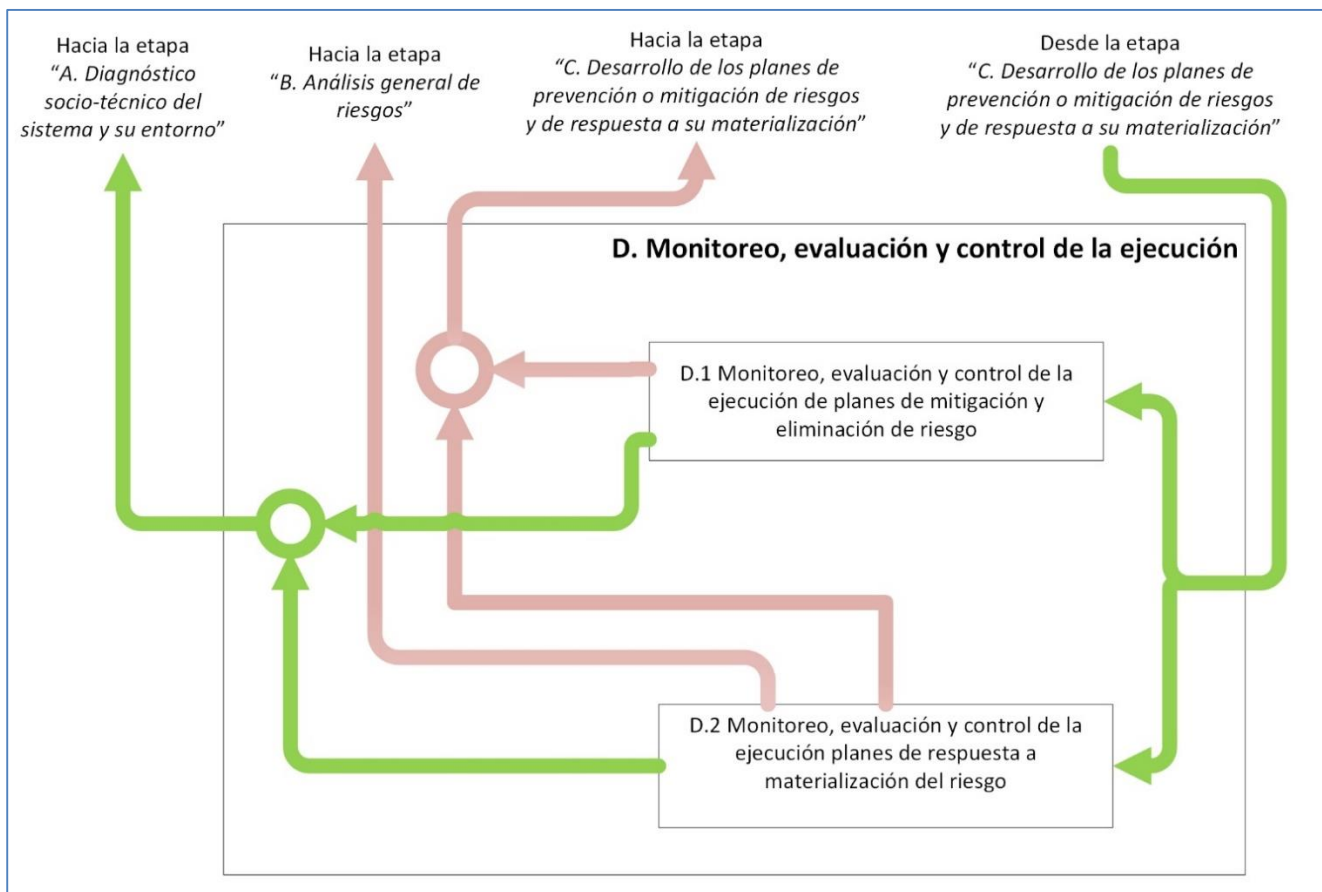 Hacia la etapa
“A. Diagnóstico
socio-técnico del
sistema y su entorno”
Hacia la etapa
“B. Análisis general de
riesgos”
Hacia la etapa
“C. Desarrollo de los planes de
prevención o mitigación de riesgos
y de respuesta a su materialización”
Desde la etapa
“C. Desarrollo de los planes de
prevención o mitigación de riesgos
y de respuesta a su materialización”
D. Monitoreo, evaluación y control de la ejecución
D.1 Monitoreo, evaluación y control de la
ejecución de planes de mitigación y
eliminación de riesgo
D.2 Monitoreo, evaluación y control de la
ejecución planes de respuesta a
materialización del riesgo